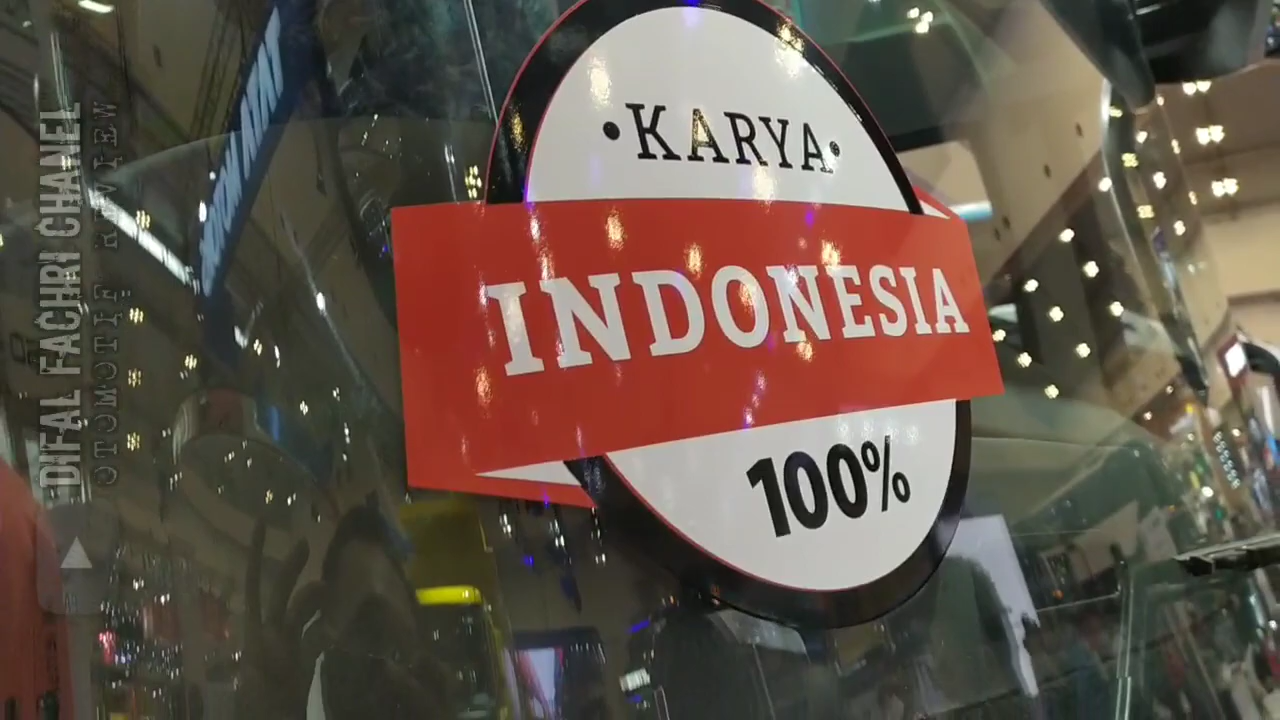 ·KARYA·
INDONESIA
100%
DIFAL FACHRI CHANEL
OTOMOTIF REVIEW